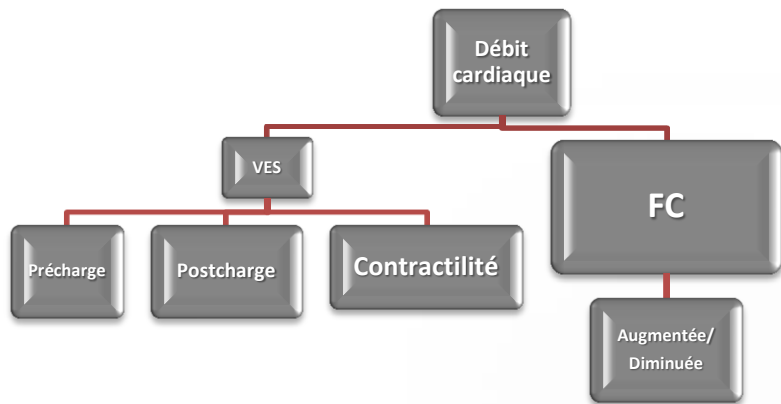 Débit
cardiaque
VES
FC
Précharge
Postcharge
Contractilité
Augmentée/
Diminuée